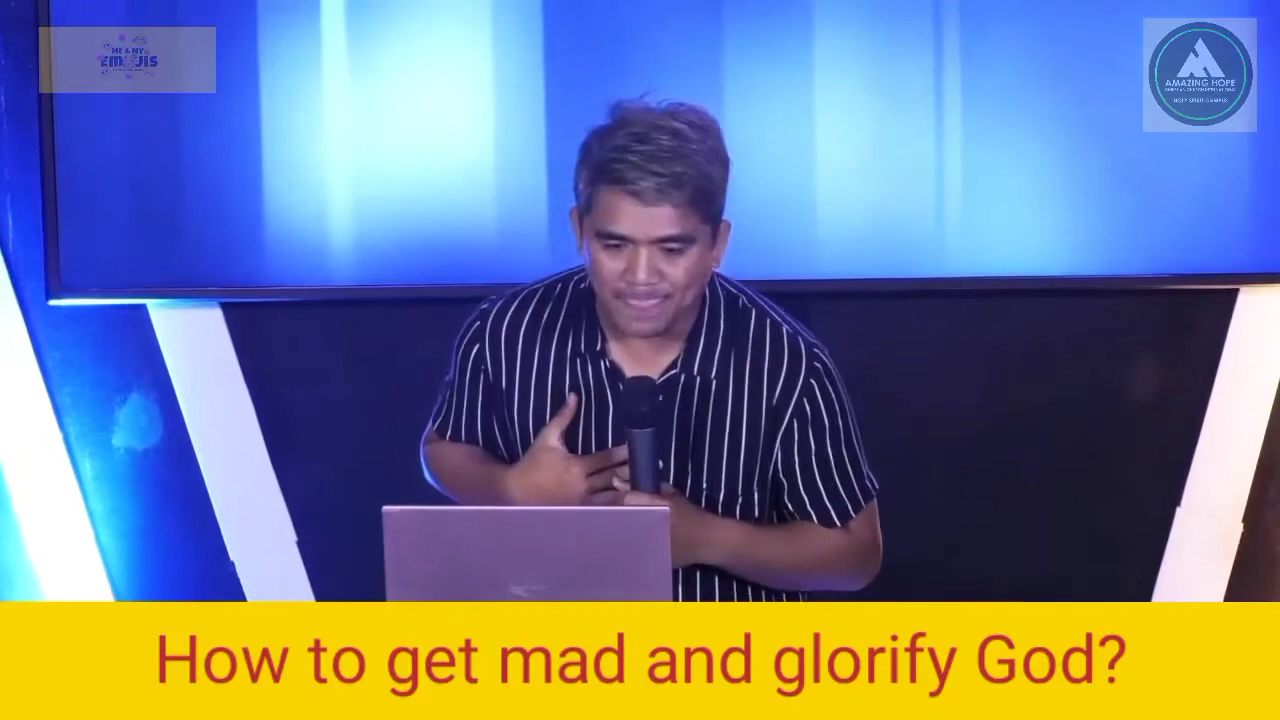 ME & MY
EMOJIS
AMAZING HOPE
HOLY SPIRIT CAMPUS
How to get mad and glorify God?